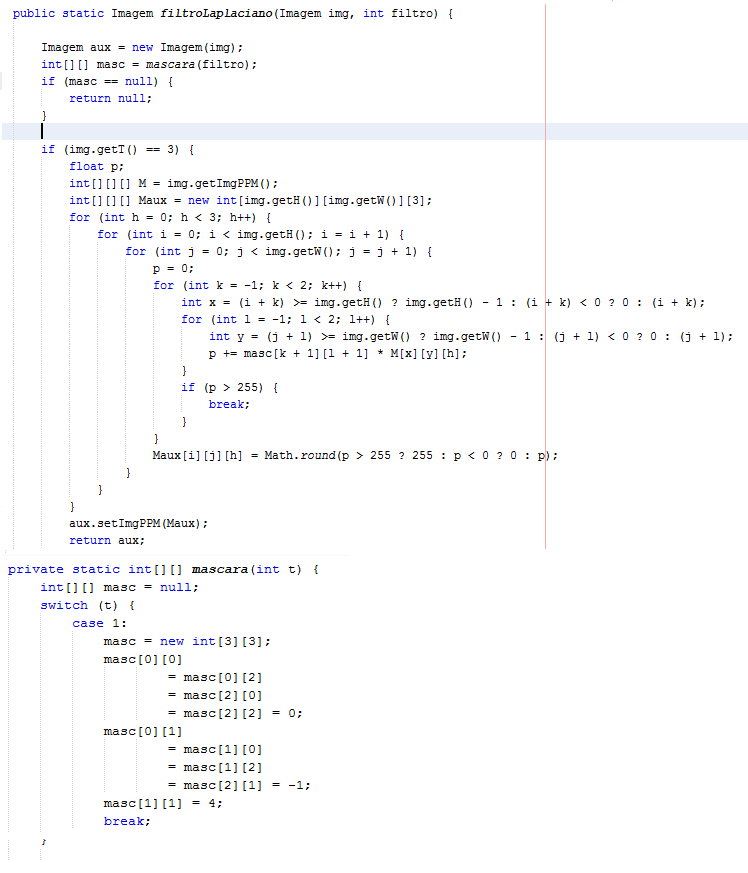 public static Imagem filtroLaplaciano(Imagem img, int filtro) {
Imagem aux = new Imagem(img);
int[][] masc = mascara(filtro);
if (masc == null) {
return null;
}
if (img.getT() == 3) {
float p;
int[][][] M = img.getImgPPM();
int[][][] Maux = new int[img.getH()][img.getW()][3];
for (int h = 0; h < 3; h++) {
for (int i = 0; i < img.getH(); i = i + 1) {
for (int j = 0; j < img.getW(); j = j + 1) {
p = 0;
for (int k = -1; k < 2; k++) {
int x = (i + k) >= img.getH() ? img.getH() - 1 : (i + k) < 0 ? 0 : (i + k);
for (int l = -1; l < 2; l++) {
int y = (j + l) >= img.getW() ? img.getW() - 1 : (j + l) < 0 ? 0 : (j + l);
p += masc[k + 1][l + 1] * M[x][y][h];
}
if (p > 255) {
break;
}
}
Maux[i][j][h] = Math.round(p > 255 ? 255 : p < 0 ? 0 : p);
}
}
}
aux.setImgPPM(Maux);
return aux;
private static int[][] mascara(int t) {
int[][] masc = null;
switch (t) {
case 1:
masc = new int[3][3];
masc[0][0]
= masc[0][2]
= masc[2][0]
= masc[2][2] = 0;
masc[0][1]
= masc[1][0]
= masc[1][2]
= masc[2][1] = -1;
masc[1][1] = 4;
break;